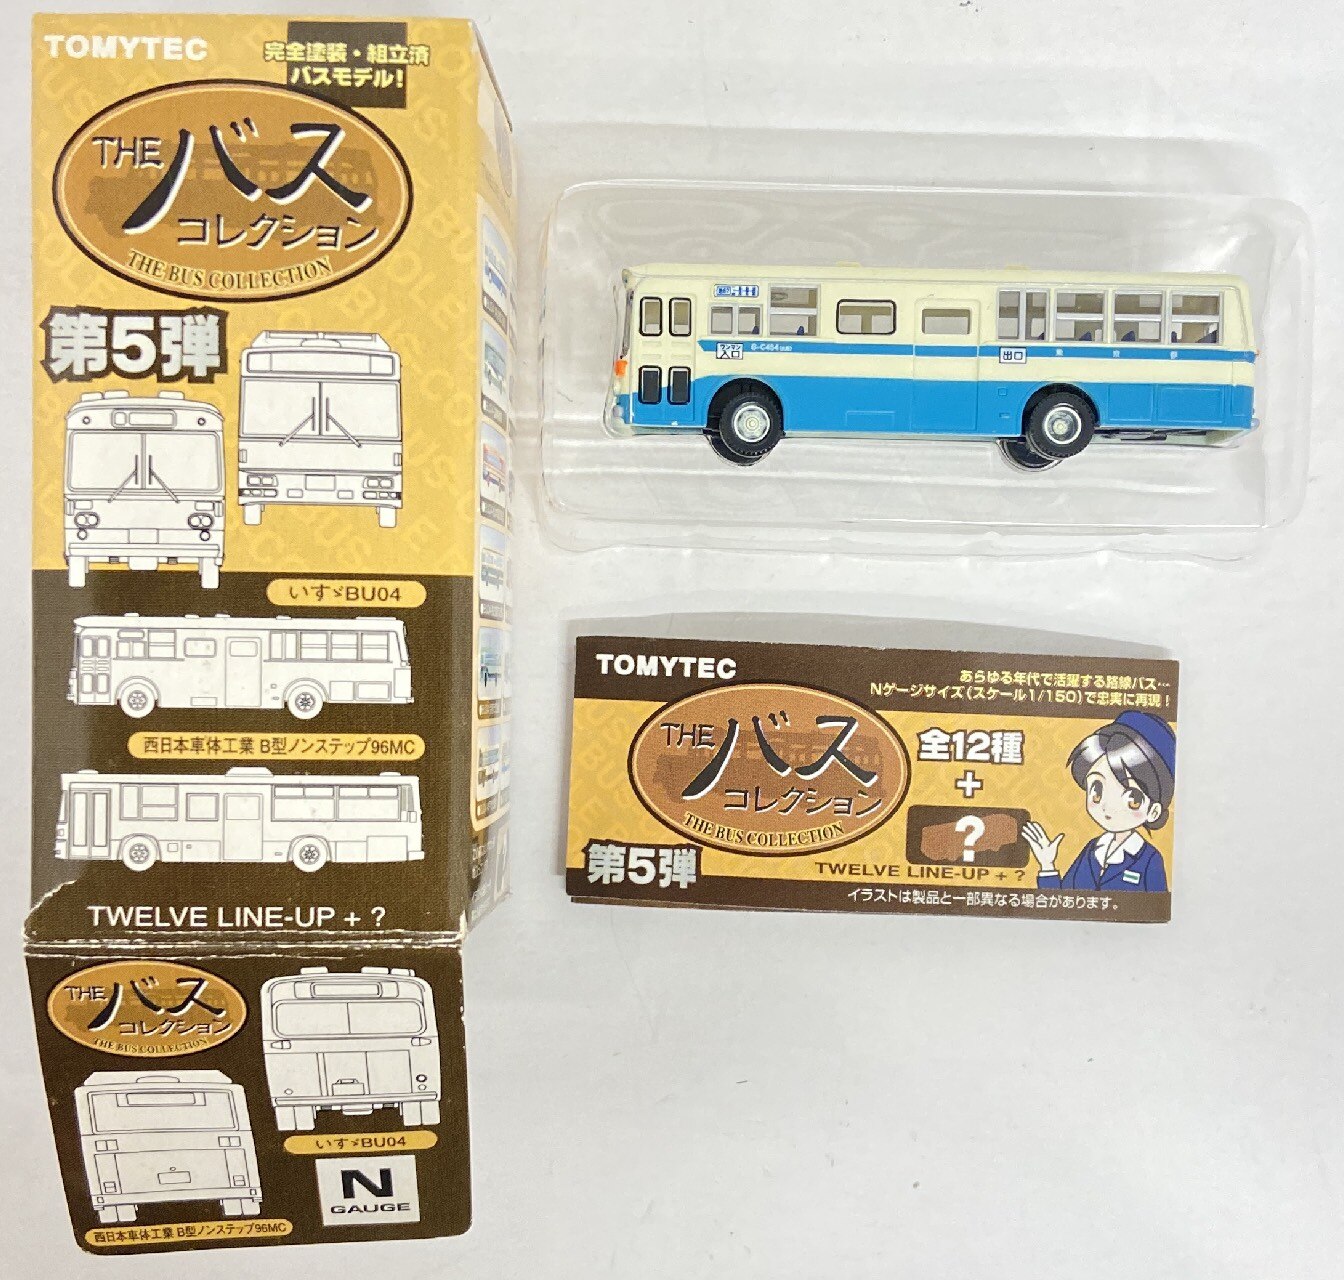 TOMYTEC
完全塗装・組立済
バスモデル!
THE バス
コレクション
THE BUS COLLECTION
第5弾
いすゞBU04
西日本車体工業 B型ノンステップ96MC
TWELVE LINE-UP + ?
THE バス
コレクション
THE BUS COLLECTION
いすゞBU04
N
GAUGE
西日本車体工業 B型ノンステップ96MC
ワンマン
入口
出口
東 京 都
TOMYTEC
あらゆる年代で活躍する路線バス…
Nゲージサイズ(スケール1/150)で忠実に再現!
THE バス
コレクション
THE BUS COLLECTION
全12種
+
?
第5弾
TWELVE LINE-UP + ?
イラストは製品と一部異なる場合があります。